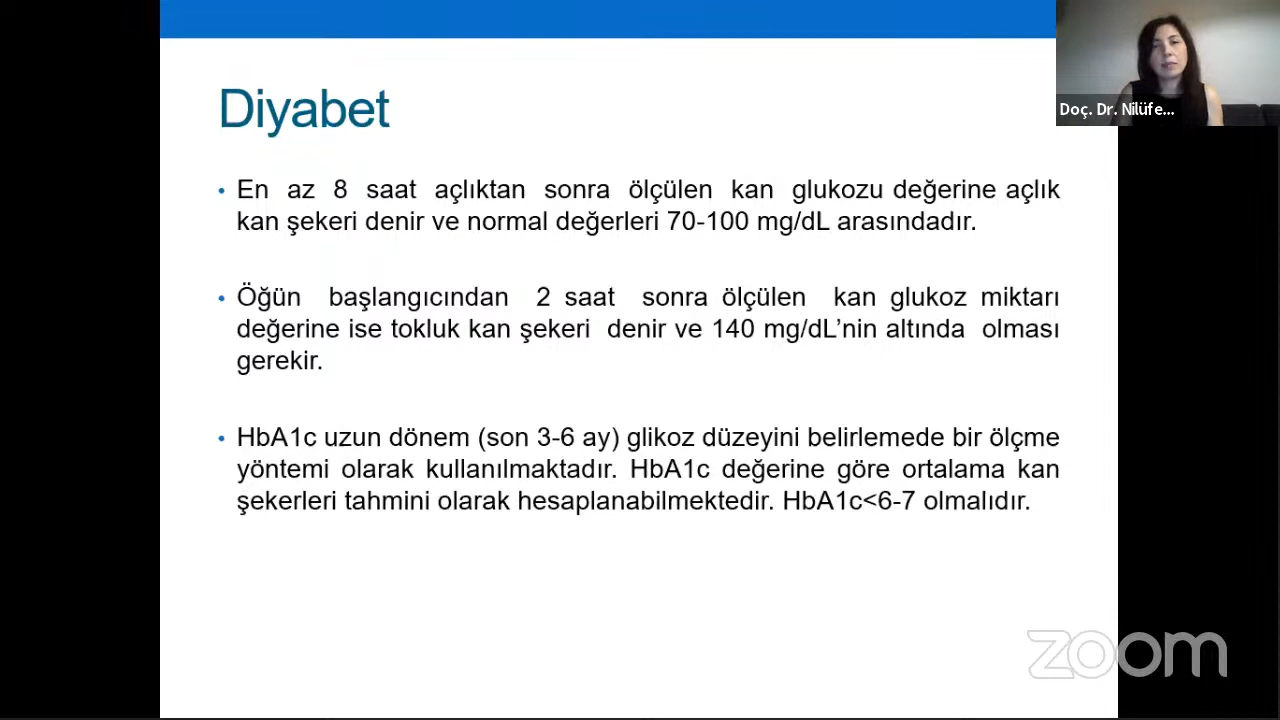 Diyabet
Doç. Dr. Nilüfe...
• En az 8 saat açlıktan sonra ölçülen kan glukozu değerine açlık
kan şekeri denir ve normal değerleri 70-100 mg/dL arasındadır.
• Öğün başlangıcından 2 saat sonra ölçülen kan glukoz miktarı
değerine ise tokluk kan şekeri denir ve 140 mg/dL’nin altında olması
gerekir.
• HbA1c uzun dönem (son 3-6 ay) glikoz düzeyini belirlemede bir ölçme
yöntemi olarak kullanılmaktadır. HbA1c değerine göre ortalama kan
şekerleri tahmini olarak hesaplanabilmektedir. HbA1c<6-7 olmalıdır.
zoom